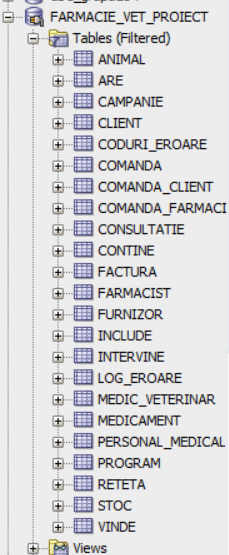 FARMACIE_VET_PROIECT
Tables (Filtered)
ANIMAL
ARE
CAMPANIE
CLIENT
CODURI_EROARE
COMANDA
COMANDA_CLIENT
COMANDA_FARMACI
CONSULTATIE
CONTINE
FACTURA
FARMACIST
FURNIZOR
INCLUDE
INTERVINE
LOG_EROARE
MEDIC_VETERINAR
MEDICAMENT
PERSONAL_MEDICAL
PROGRAM
RETETA
STOC
VINDE
Views